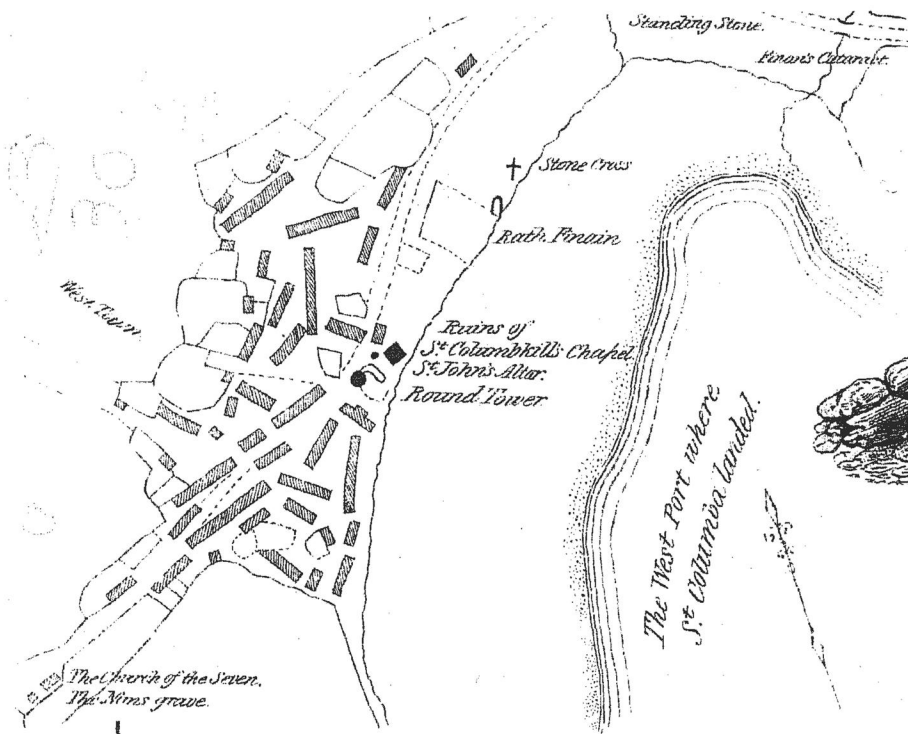 Standing Stone.
Finan's Cataract.
Stone Cross
Rath Finain
West Town
Ruins of
St Columbkill's Chapel.
St John's Altar.
Round Tower.
The West Port where
St Columba landed.
The Church of the Seven.
The Nuns grave.